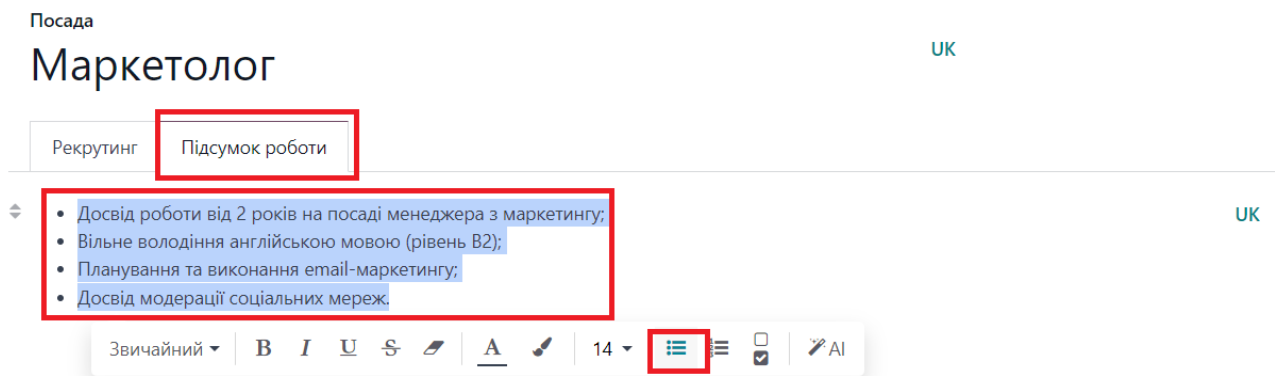 Посада
Маркетолог
UK
Рекрутинг Підсумок роботи
Досвід роботи від 2 років на посаді менеджера з маркетингу;
UK
Вільне володіння англійською мовою (рівень B2);
Планування та виконання email-маркетингу;
Досвід модерації соціальних мереж.
Звичайний B I U S A 14 AI